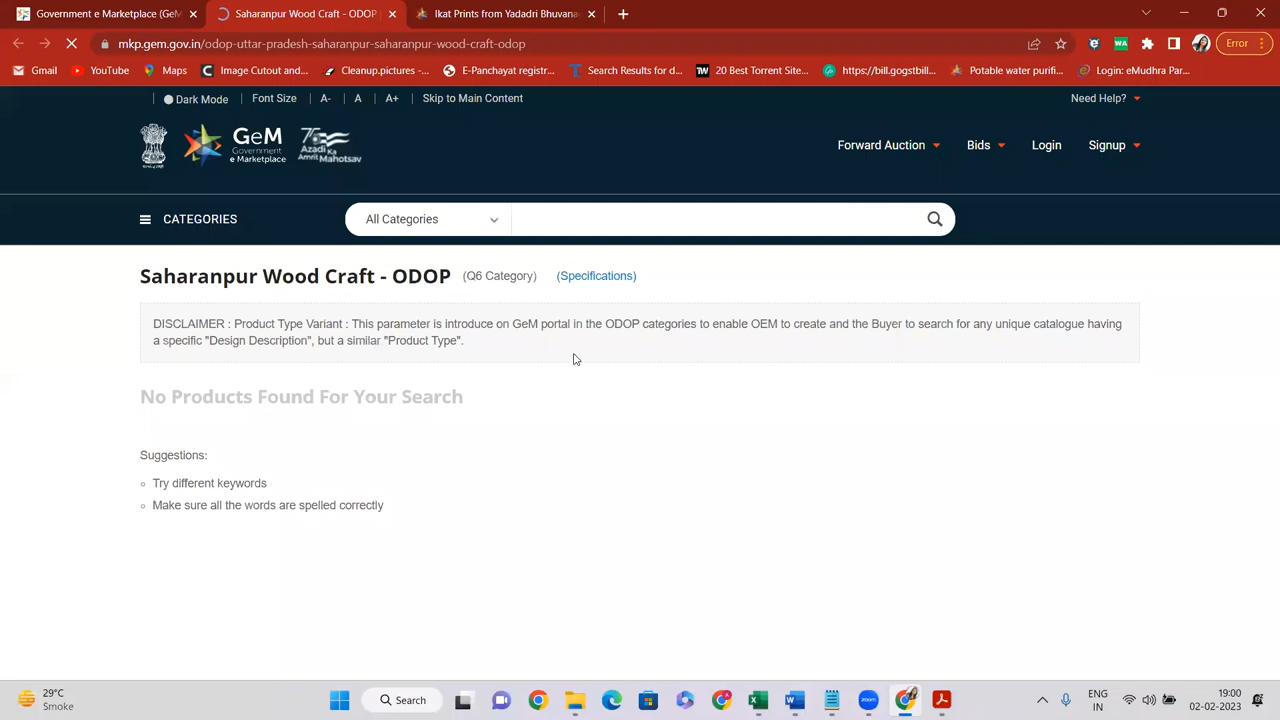 Government e Marketplace (GeM
Saharanpur Wood Craft - ODOP
Ikat Prints from Yadadri Bhuvana
mkp.gem.gov.in/odop-uttar-pradesh-saharanpur-saharanpur-wood-craft-odop
WA
Error
Gmail
YouTube
Maps
Image Cutout and...
Cleanup.pictures -...
E-Panchayat registr...
Search Results for d...
20 Best Torrent Site...
https://bill.gogstbill...
Potable water purifi...
Login: eMudhra Par...
Dark Mode
Font Size
A-
A
A+
Skip to Main Content
Need Help?
GeM
Government
e Marketplace
75
Azadi Ka
Amrit Mahotsav
Forward Auction
Bids
Login
Signup
CATEGORIES
All Categories
Saharanpur Wood Craft - ODOP (Q6 Category) (Specifications)
DISCLAIMER : Product Type Variant : This parameter is introduce on GeM portal in the ODOP categories to enable OEM to create and the Buyer to search for any unique catalogue having
a specific "Design Description", but a similar "Product Type".
No Products Found For Your Search
Suggestions:
Try different keywords
Make sure all the words are spelled correctly
29°C
Smoke
Search
zoom
ENG
IN
19:00
02-02-2023